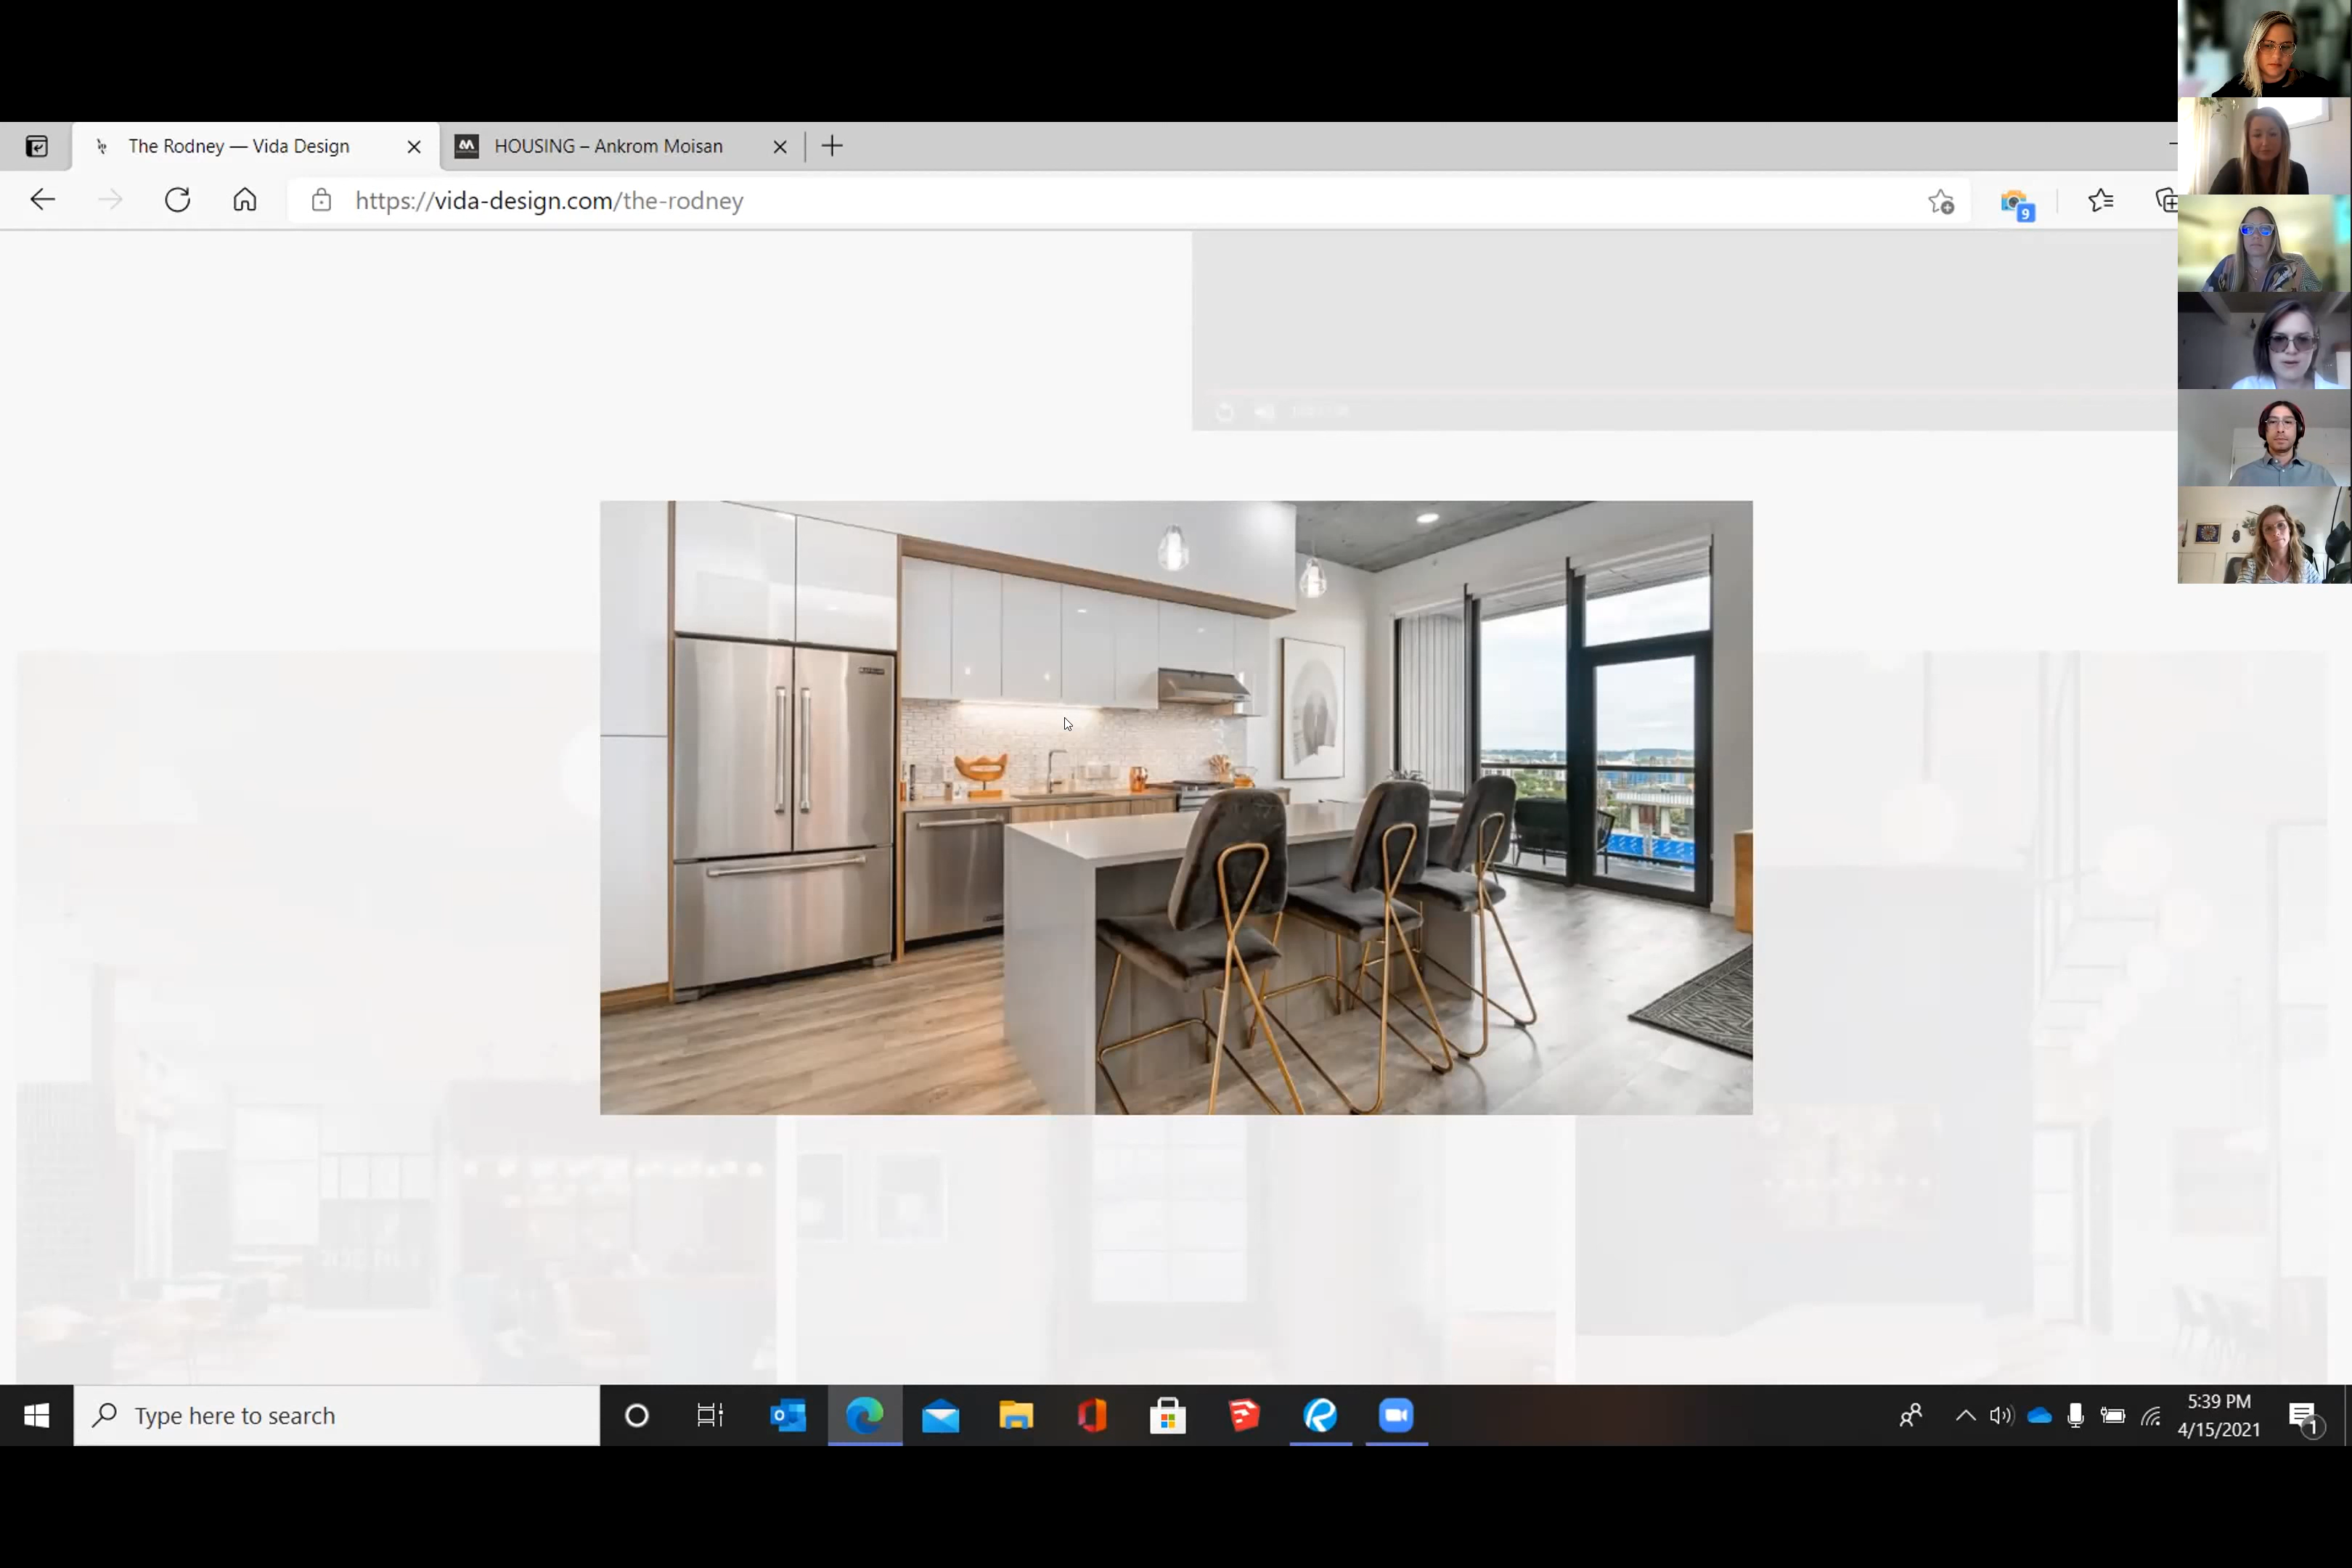 The Rodney — Vida Design
HOUSING – Ankrom Moisan
https://vida-design.com/the-rodney
9
Type here to search
5:39 PM
4/15/2021
1